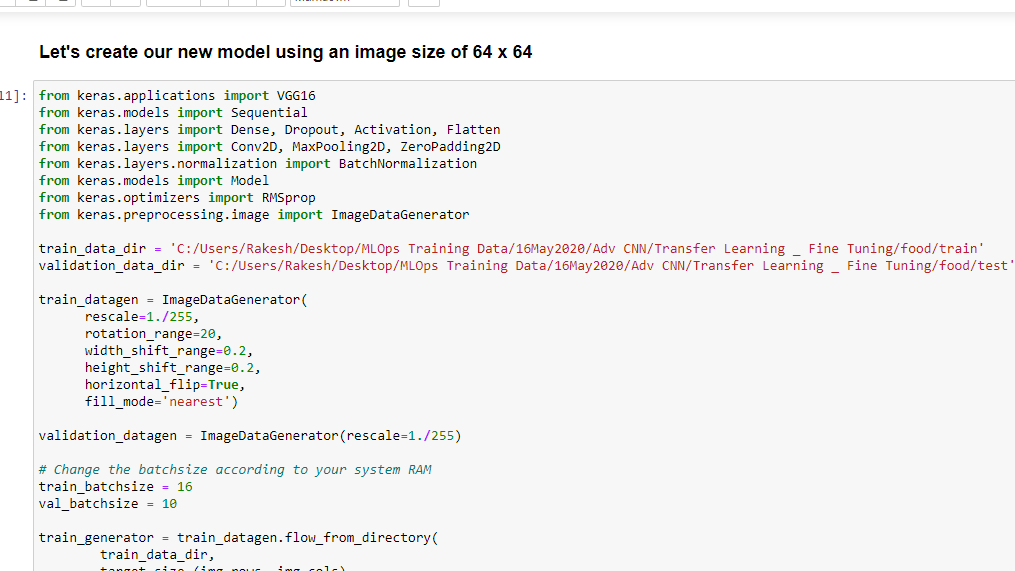 Let's create our new model using an image size of 64 x 64
11]:
from keras.applications import VGG16
from keras.models import Sequential
from keras.layers import Dense, Dropout, Activation, Flatten
from keras.layers import Conv2D, MaxPooling2D, ZeroPadding2D
from keras.layers.normalization import BatchNormalization
from keras.models import Model
from keras.optimizers import RMSprop
from keras.preprocessing.image import ImageDataGenerator
train_data_dir = 'C:/Users/Rakesh/Desktop/MLOps Training Data/16May2020/Adv CNN/Transfer Learning _ Fine Tuning/food/train'
validation_data_dir = 'C:/Users/Rakesh/Desktop/MLOps Training Data/16May2020/Adv CNN/Transfer Learning _ Fine Tuning/food/test'
train_datagen = ImageDataGenerator(
rescale=1./255,
rotation_range=20,
width_shift_range=0.2,
height_shift_range=0.2,
horizontal_flip=True,
fill_mode='nearest')
validation_datagen = ImageDataGenerator(rescale=1./255)
# Change the batchsize according to your system RAM
train_batchsize = 16
val_batchsize = 10
train_generator = train_datagen.flow_from_directory(
train_data_dir,